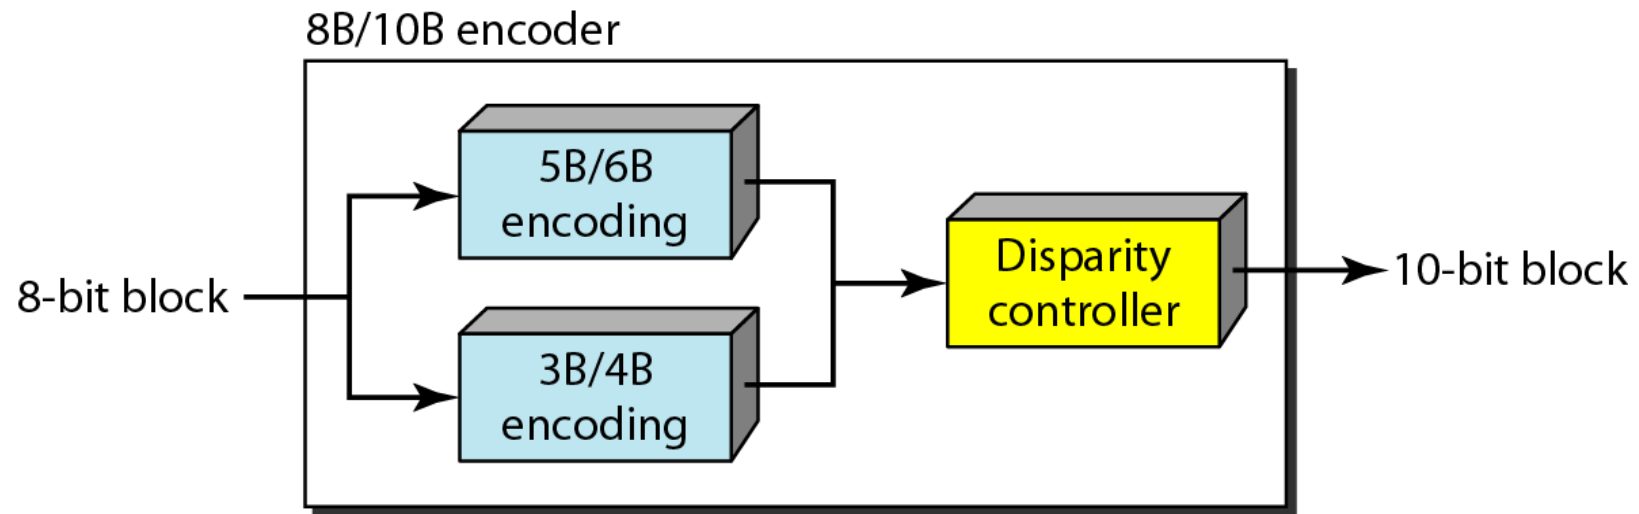 8B/10B encoder
5B/6B
encoding
8-bit block
3B/4B
encoding
Disparity
controller
10-bit block